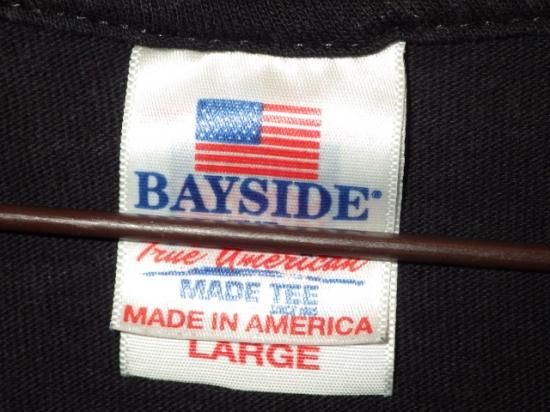 BAYSIDE®
True American
MADE TEE
MADE IN AMERICA
LARGE